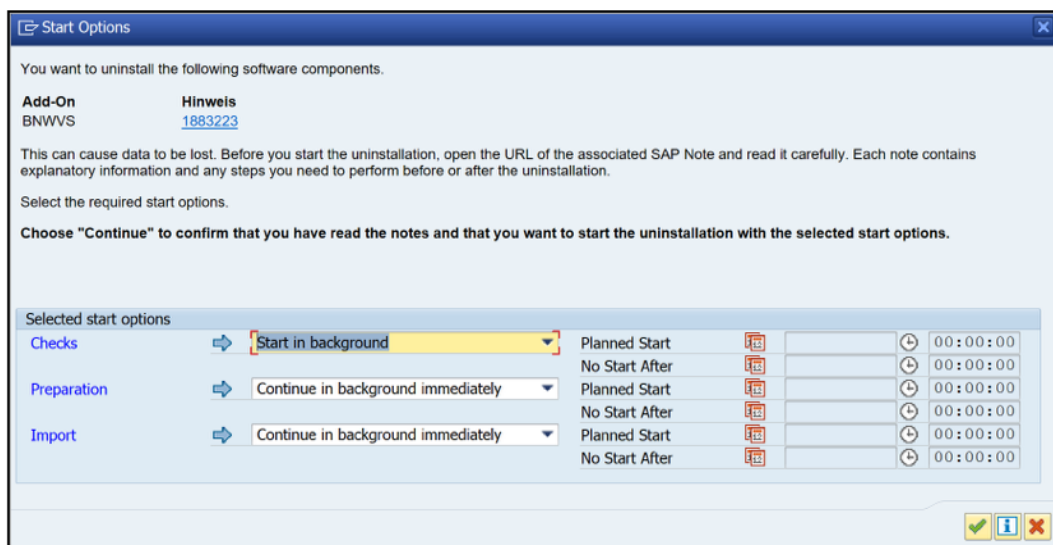 Start Options
You want to uninstall the following software components.
Add-On Hinweis
BNWVS 1883223
This can cause data to be lost. Before you start the uninstallation, open the URL of the associated SAP Note and read it carefully. Each note contains
explanatory information and any steps you need to perform before or after the uninstallation.
Select the required start options.
Choose "Continue" to confirm that you have read the notes and that you want to start the uninstallation with the selected start options.
Selected start options
Checks Start in background Planned Start 00:00:00
No Start After 00:00:00
Preparation Continue in background immediately Planned Start 00:00:00
No Start After 00:00:00
Import Continue in background immediately Planned Start 00:00:00
No Start After 00:00:00